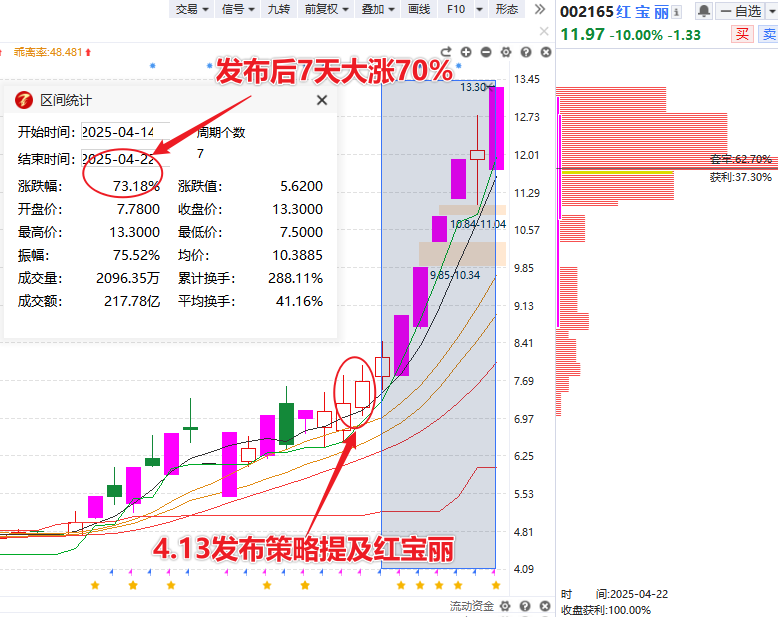 交易 信号 九转 前复权 叠加 画线 F10 形态
002165 红 宝 丽 自选
11.97 -10.00% -1.33 买 卖
乖离率:48.481
发布后7天大涨70%
13.30
区间统计
开始时间: 2025-04-14 周期个数
结束时间: 2025-04-22 7
涨跌幅: 73.18% 涨跌值: 5.6200
开盘价: 7.7800 收盘价: 13.3000
最高价: 13.3000 最低价: 7.5000
振幅: 75.52% 均价: 10.3885
成交量: 2096.35万 累计换手: 288.11%
成交额: 217.78亿 平均换手: 41.16%
13.45
12.73
12.01
11.29
10.57
9.85
9.13
8.41
7.69
6.97
6.25
5.53
4.81
4.09
10.84-11.04
9.85-10.34
套牢:62.70%
获利:37.30%
4.13发布策略提及红宝丽
流动资金
时 间:2025-04-22
收盘获利:100.00%